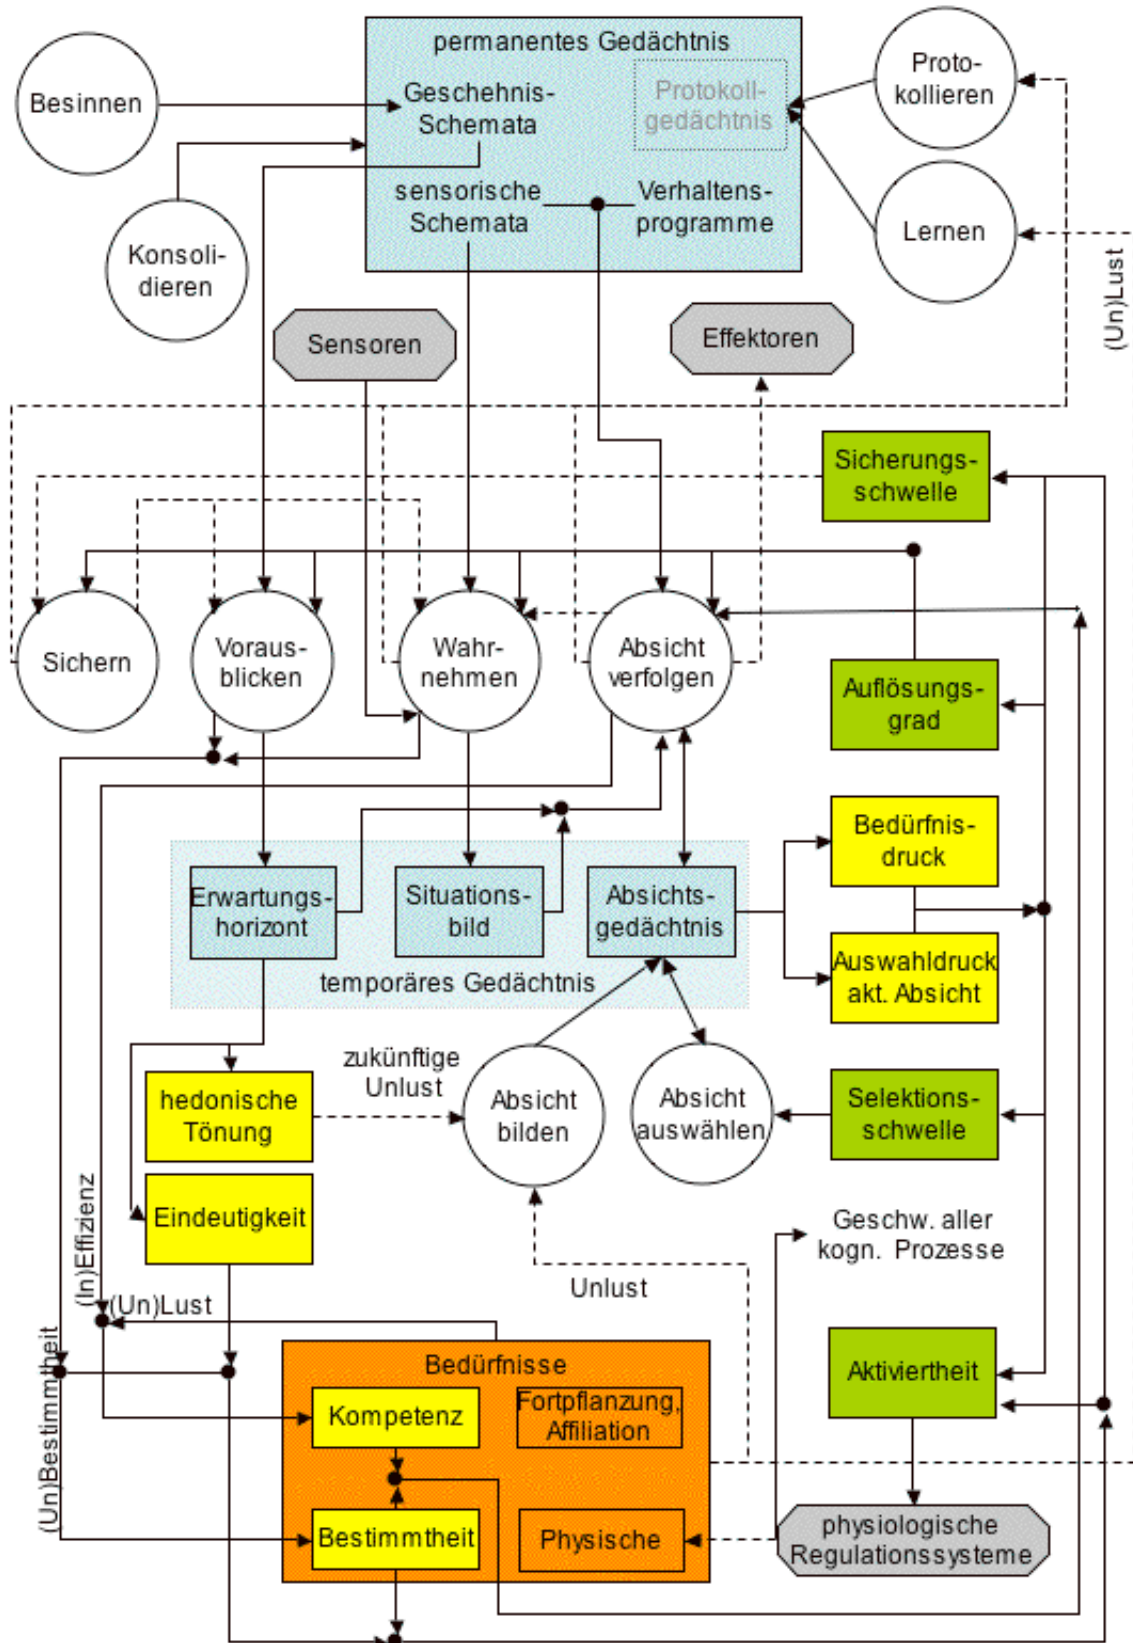 permanentes Gedächtnis
Besinnen
Geschehnis-
Schemata
Protokoll-
gedächtnis
Proto-
kollieren
sensorische
Schemata
Verhaltens-
programme
Lernen
Konsoli-
dieren
(Un)Lust
Sensoren
Effektoren
Sicherungs-
schwelle
Sichern
Voraus-
blicken
Wahr-
nehmen
Absicht
verfolgen
Auflösungs-
grad
Bedürfnis-
druck
Erwartungs-
horizont
Situations-
bild
Absichts-
gedächtnis
temporäres Gedächtnis
Auswahldruck
akt. Absicht
zukünftige
Unlust
hedonische
Tönung
Absicht
bilden
Absicht
auswählen
Selektions-
schwelle
Eindeutigkeit
Geschw. aller
kogn. Prozesse
Unlust
(In)Effizienz
(Un)Lust
(Un)Bestimmtheit
Bedürfnisse
Kompetenz
Fortpflanzung,
Affiliation
Aktiviertheit
Bestimmtheit
Physische
physiologische
Regulationssysteme